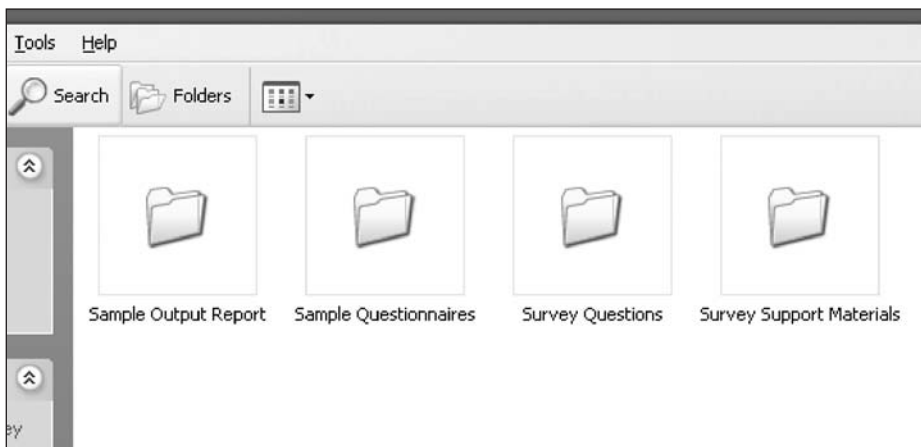 Tools Help
Search Folders
Sample Output Report Sample Questionnaires Survey Questions Survey Support Materials